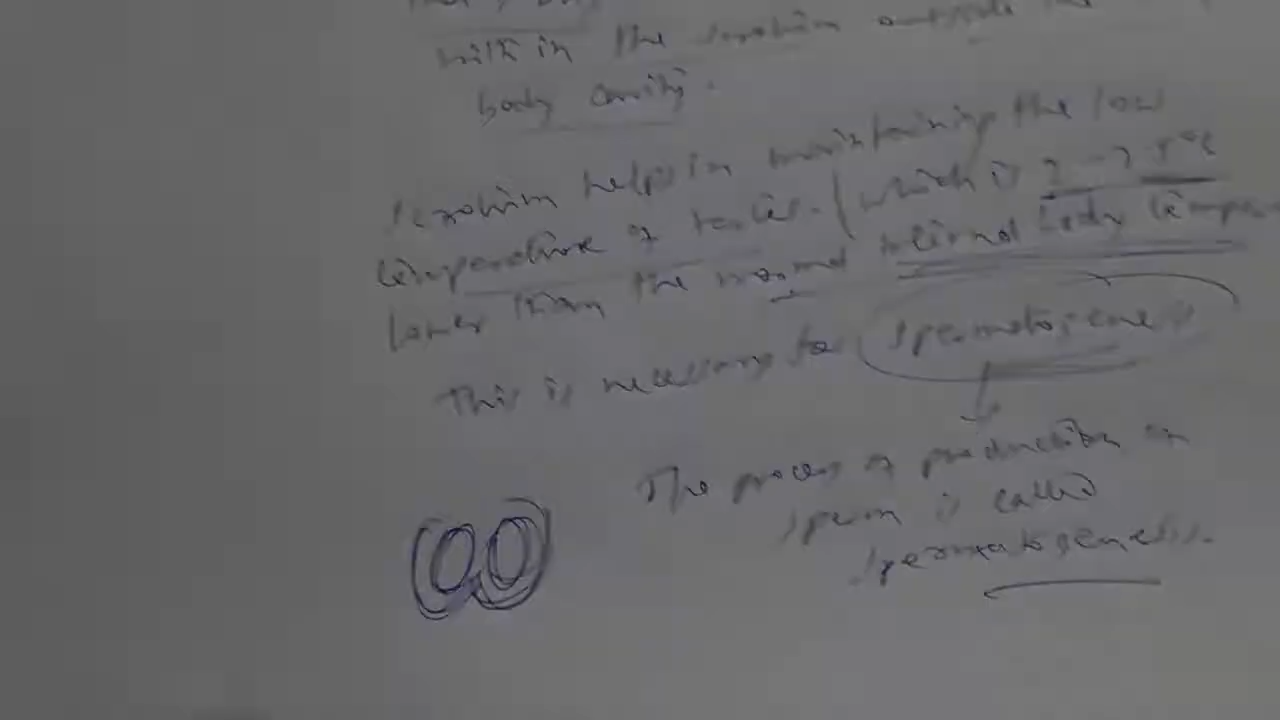 with in the scrotum outside the
body cavity.
Scrotum helps in maintaining the low
temperature of testes. (which is 2-2.5°C
lower than the normal internal body temper
This is necessary for spermatogenesis
The process of production of
sperm is called
spermatogenesis.